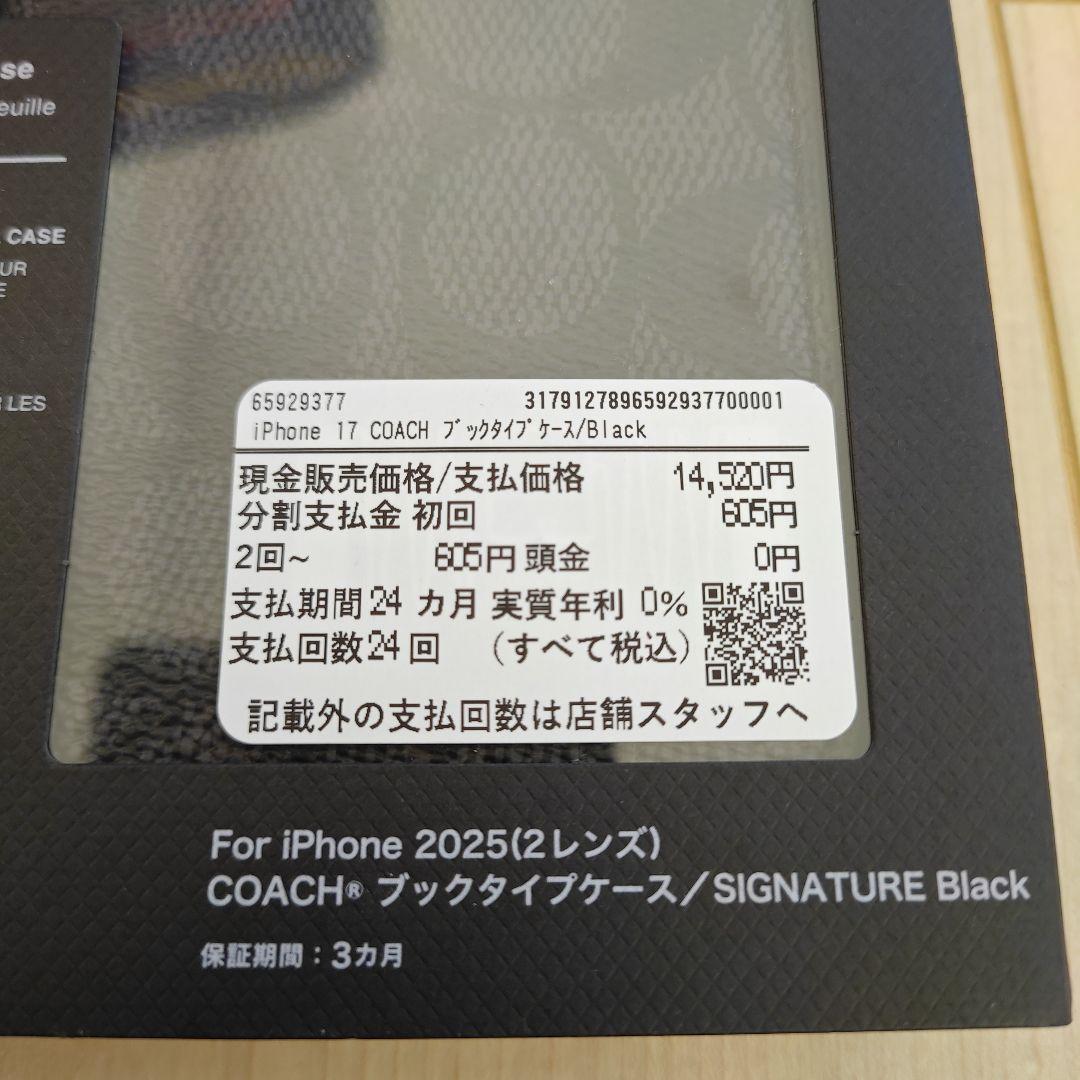 se
euille
CASE
UR
E
LES
65929377 3179127896592937700001
iPhone 17 COACH ﾌﾞｯｸﾀｲﾌﾟｹｰｽ/Black
現金販売価格/支払価格 14,520円
分割支払金 初回 605円
2回~ 605円 頭金 0円
支払期間24 カ月 実質年利 0%
支払回数24 回 (すべて税込)
記載外の支払回数は店舗スタッフへ
For iPhone 2025(2レンズ)
COACH® ブックタイプケース/SIGNATURE Black
保証期間：3カ月